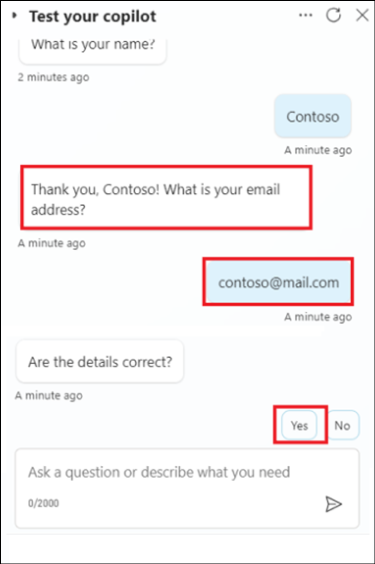 Test your copilot
What is your name?
2 minutes ago
Contoso
A minute ago
Thank you, Contoso! What is your email
address?
A minute ago
contoso@mail.com
A minute ago
Are the details correct?
A minute ago
Yes
No
Ask a question or describe what you need
0/2000